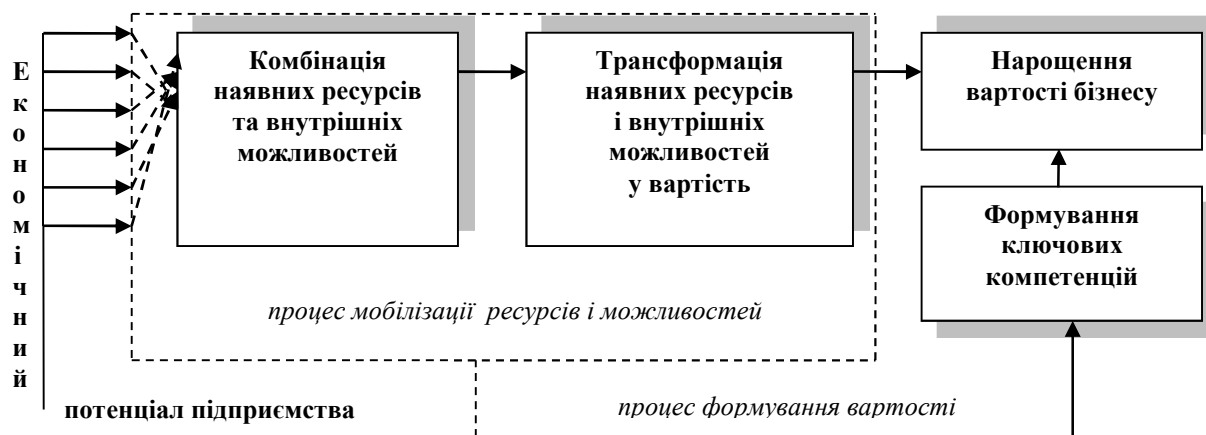 Економічний
Комбінація
наявних ресурсів
та внутрішніх
можливостей
Трансформація
наявних ресурсів
і внутрішніх
можливостей
у вартість
Нарощення
вартості бізнесу
Формування
ключових
компетенцій
процес мобілізації ресурсів і можливостей
потенціал підприємства
процес формування вартості